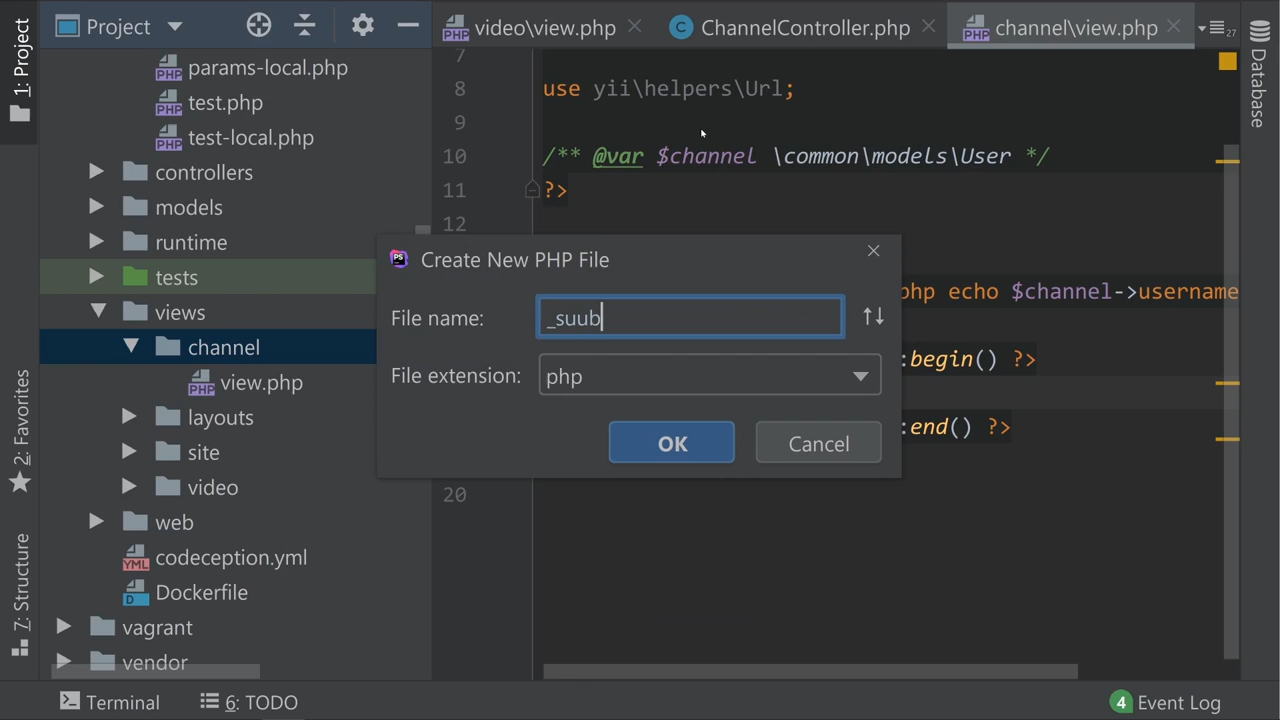 1: Project
2: Favorites
7: Structure
Project
params-local.php
test.php
test-local.php
controllers
models
runtime
tests
views
channel
view.php
layouts
site
video
web
codeception.yml
Dockerfile
vagrant
vendor
video\view.php
ChannelController.php
channel\view.php
27
Database
7
8 use yii\helpers\Url;
9
10 /** @var $channel \common\models\User */
11 ?>
12
php echo $channel->username
:begin() ?>
:end() ?>
20
Create New PHP File
File name: _suub
File extension: php
OK Cancel
Terminal 6: TODO 4 Event Log